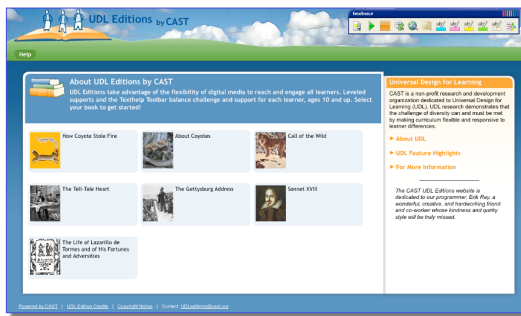 UDL Editions by CAST
texthelp
Help
About UDL Editions by CAST
UDL Editions take advantage of the flexibility of digital media to reach and engage all learners. Leveled
supports and the Texthelp Toolbar balance challenge and support for each learner, ages 10 and up. Select
your book to get started!
How Coyote Stole Fire
About Coyotes
Call of the Wild
The Tell-Tale Heart
The Gettysburg Address
Sonnet XVIII
The Life of Lazarillo de
Tormes and of His Fortunes
and Adversities
Universal Design for Learning
CAST is a non-profit research and development
organization dedicated to Universal Design for
Learning (UDL). UDL research demonstrates that
the challenge of diversity can and must be met
by making curriculum flexible and responsive to
learner differences.
About UDL
UDL Feature Highlights
For More Information
The CAST UDL Editions website is
dedicated to our programmer, Erik Ray, a
wonderful, creative, and hardworking friend
and co-worker whose kindness and quirky
style will be truly missed.
Powered by CAST | UDL Edition Credits | Copyright Notice | Contact: UDLeditions@cast.org